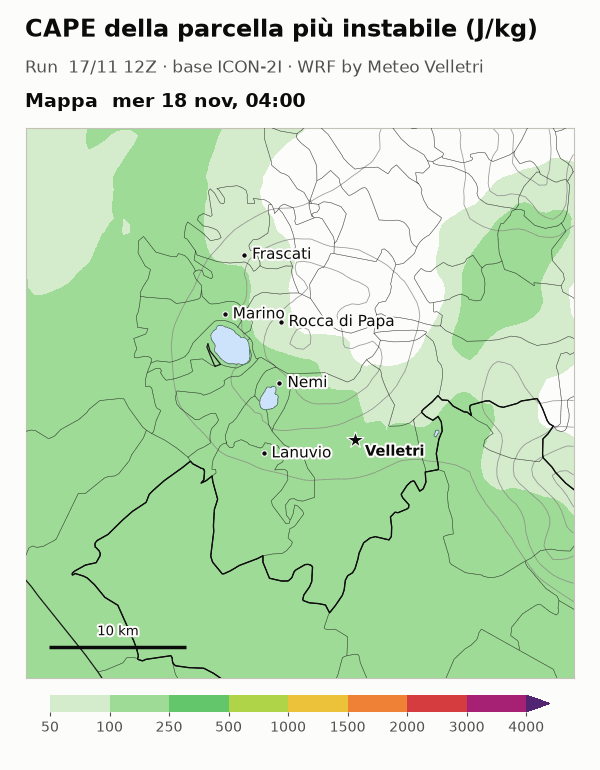 CAPE della parcella più instabile (J/kg)
Run  17/11 12Z · base ICON-2I · WRF by Meteo Velletri
Mappa  mer 18 nov, 04:00
Frascati
Marino
Rocca di Papa
Nemi
Velletri
Lanuvio
10 km
50 100 250 500 1000 1500 2000 3000 4000